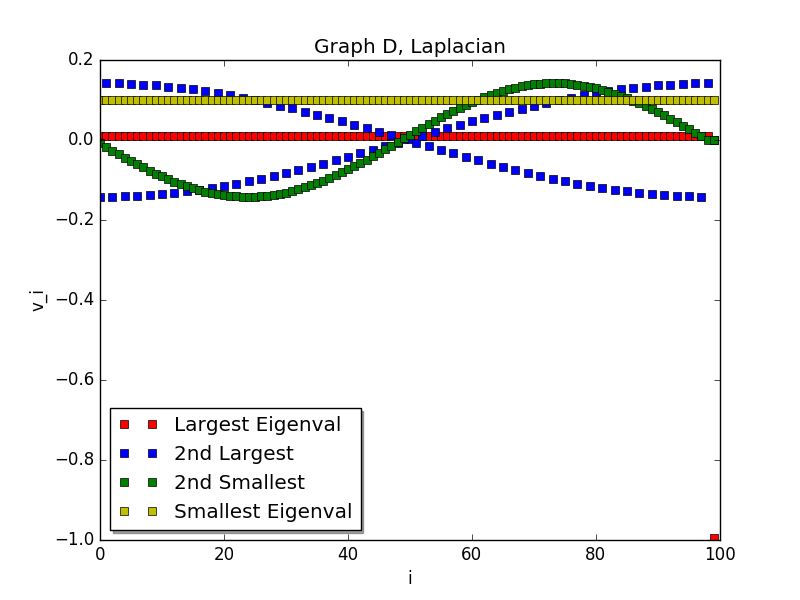 Graph D, Laplacian
0.2
0.0
−0.2
−0.4
−0.6
−0.8
−1.0
v_i
Largest Eigenval
2nd Largest
2nd Smallest
Smallest Eigenval
0 20 40 60 80 100
i